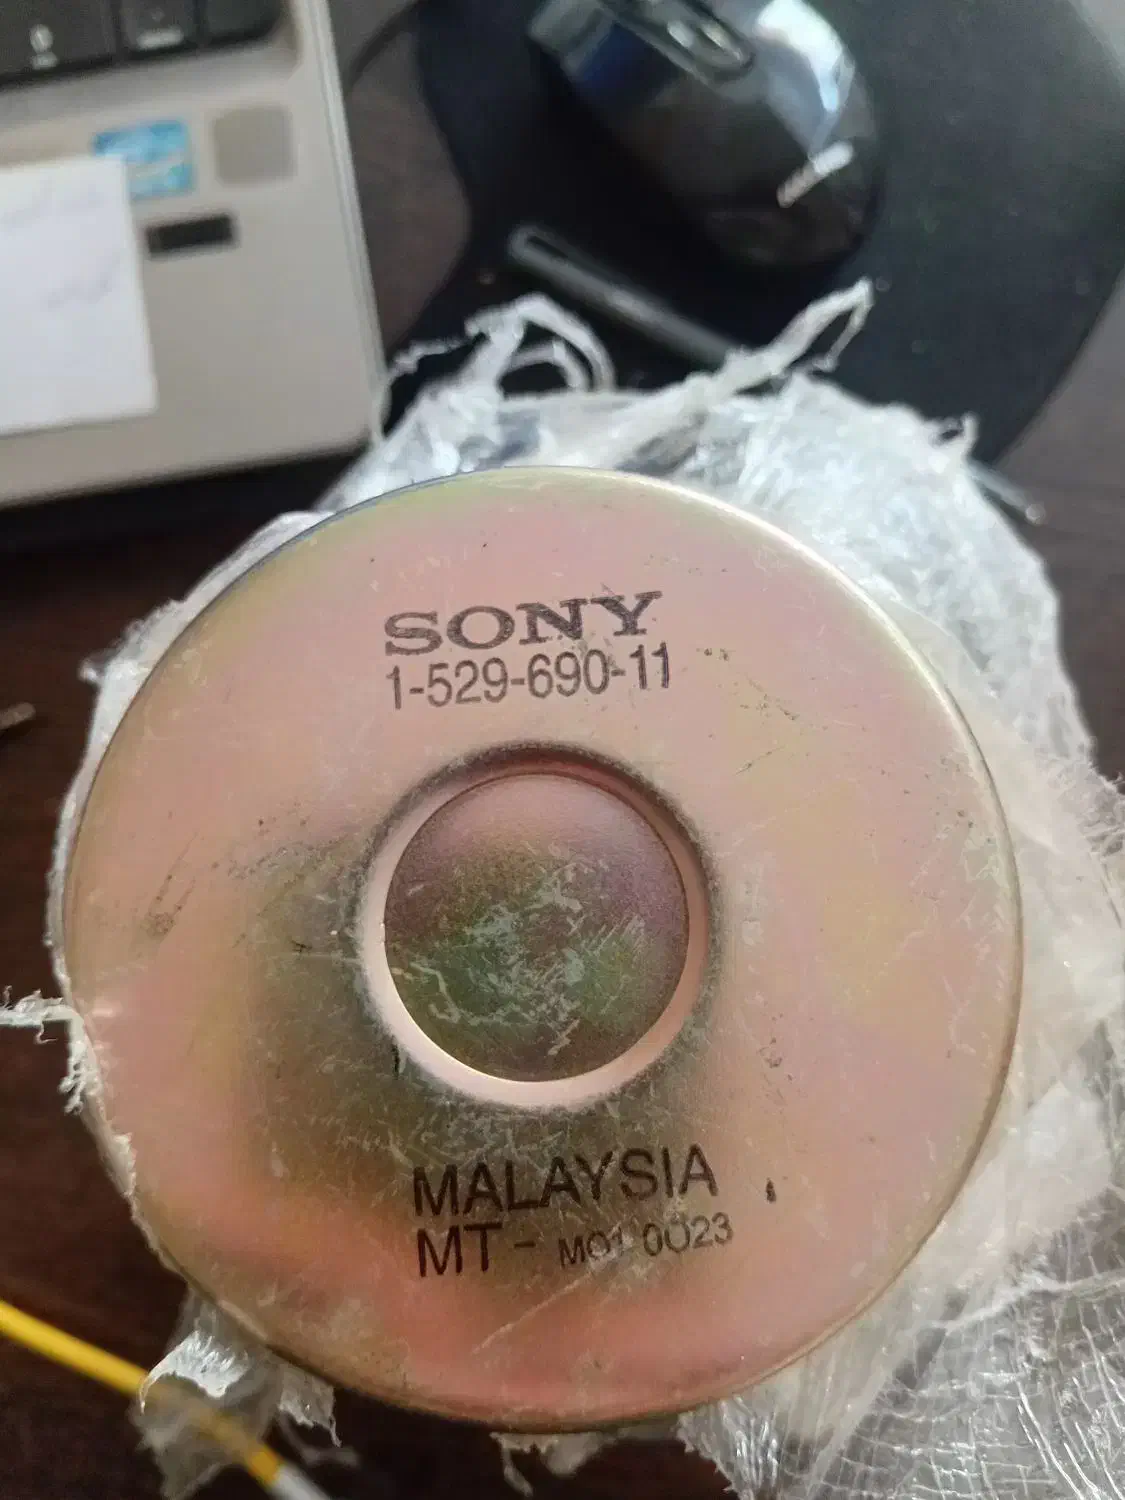 SONY
1-529-690-11
MALAYSIA
MT - M01 0023